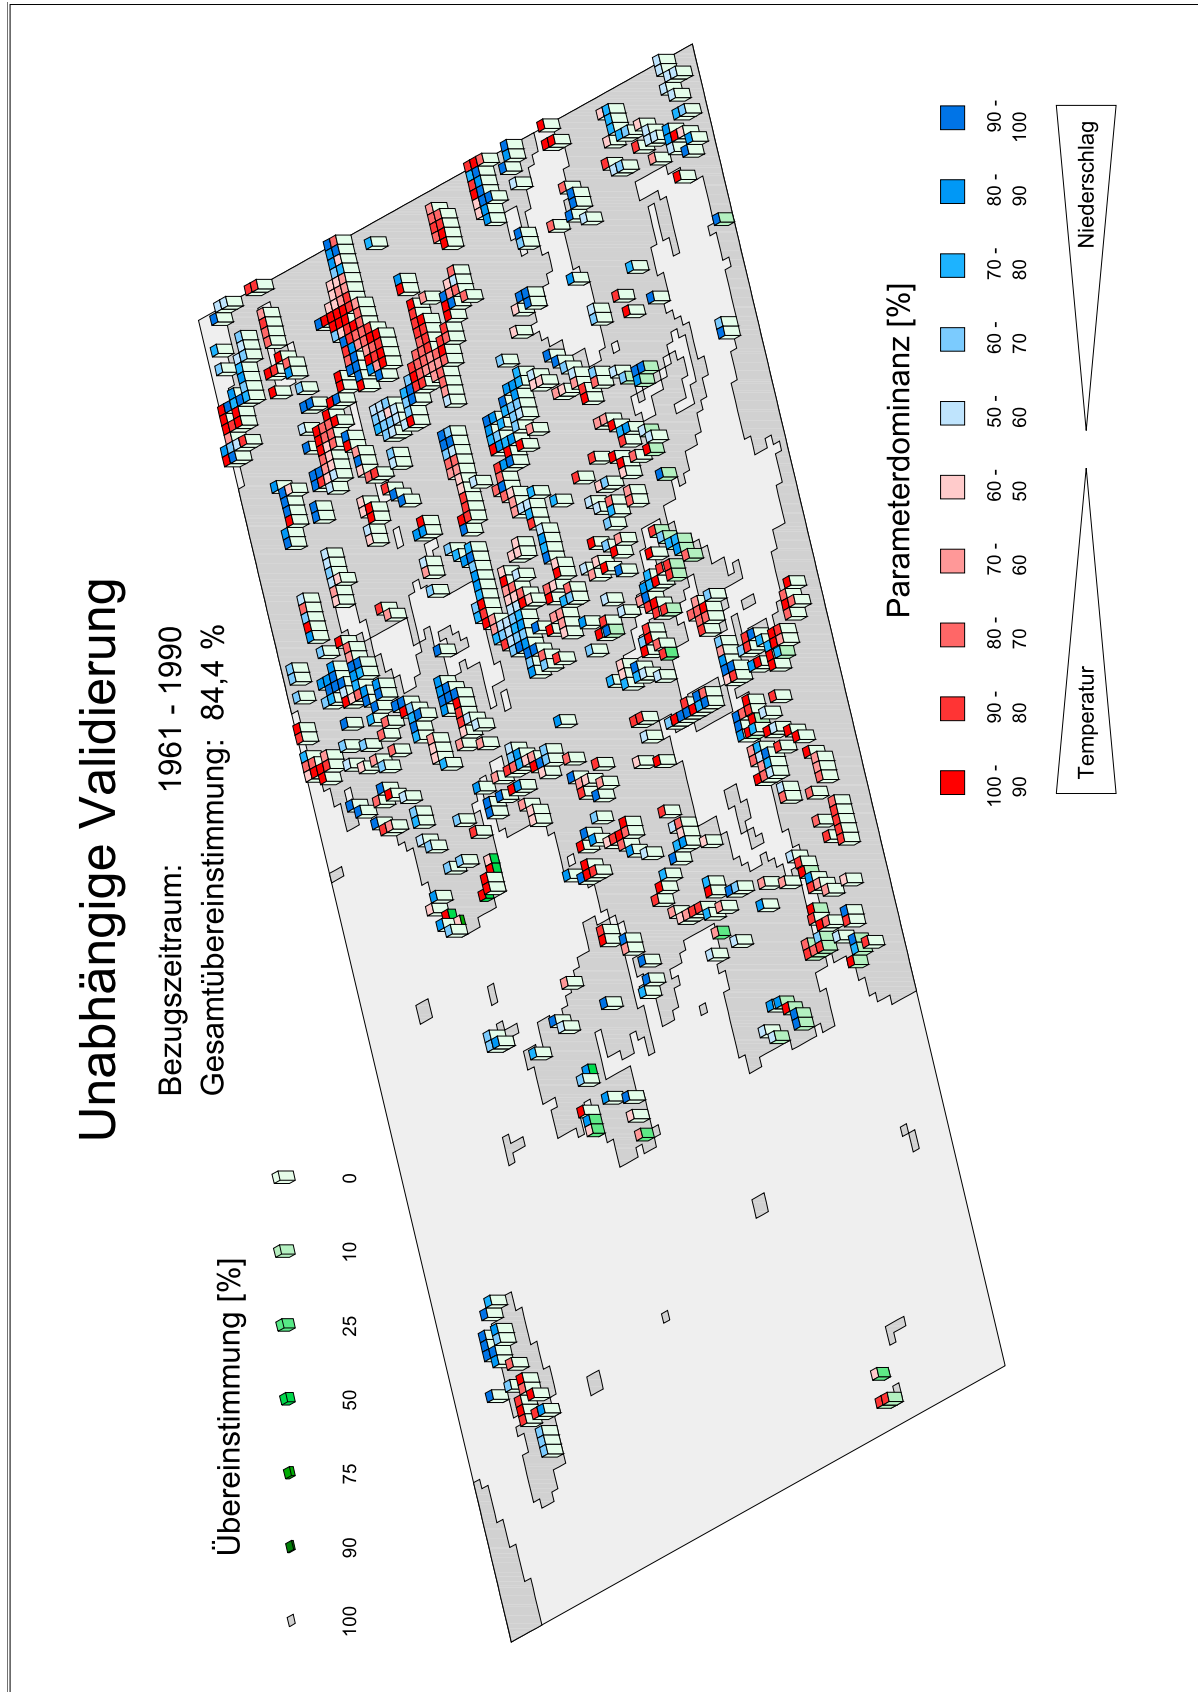 Unabhängige Validierung
Bezugszeitraum: 1961 - 1990
Gesamtübereinstimmung: 84,4 %
Übereinstimmung [%]
100 90 75 50 25 10 0
Parameterdominanz [%]
100 - 90 - 80 - 70 - 60 - 50 - 60 - 70 - 80 - 90 -
90 80 70 60 50 60 70 80 90 100
Temperatur Niederschlag